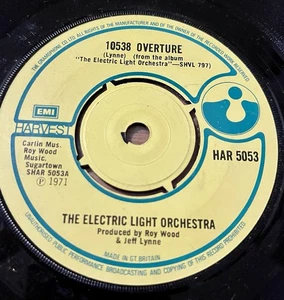 THE GRAMOPHONE CO. LTD. ALL RIGHTS OF THE MANUFACTURER AND OF THE OWNER OF THE RECORDED WORK RESERVED
10538 OVERTURE
(Lynne) (from the album
"The Electric Light Orchestra"—SHVL 797)
EMI
HARVEST
Carlin Mus.
Roy Wood
Music.
Sugartown
SHAR 5053A
Ⓟ 1971
HAR 5053
THE ELECTRIC LIGHT ORCHESTRA
Produced by Roy Wood
& Jeff Lynne
UNAUTHORISED PUBLIC PERFORMANCE BROADCASTING AND COPYING OF THIS RECORD PROHIBITED
MADE IN GT. BRITAIN